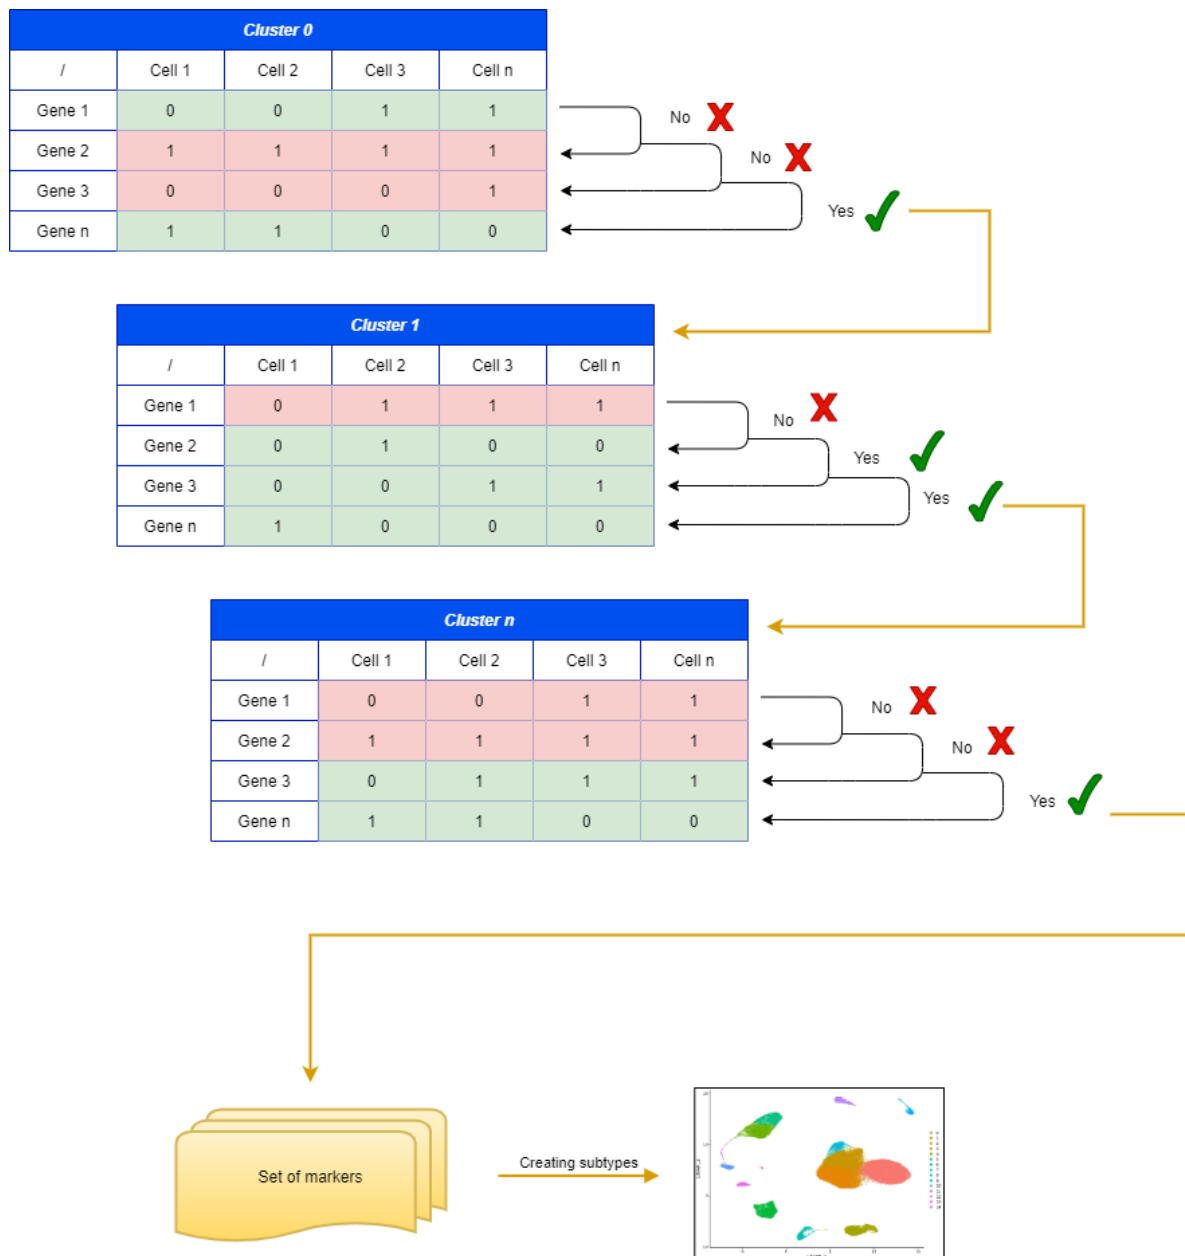 Cluster 0
/ Cell 1 Cell 2 Cell 3 Cell n
Gene 1 0 0 1 1
No
Gene 2 1 1 1 1
No
Gene 3 0 0 0 1
Yes
Gene n 1 1 0 0
Cluster 1
/ Cell 1 Cell 2 Cell 3 Cell n
Gene 1 0 1 1 1
No
Gene 2 0 1 0 0
Yes
Gene 3 0 0 1 1
Yes
Gene n 1 0 0 0
Cluster n
/ Cell 1 Cell 2 Cell 3 Cell n
Gene 1 0 0 1 1
No
Gene 2 1 1 1 1
No
Gene 3 0 1 1 1
Yes
Gene n 1 1 0 0
Set of markers
Creating subtypes